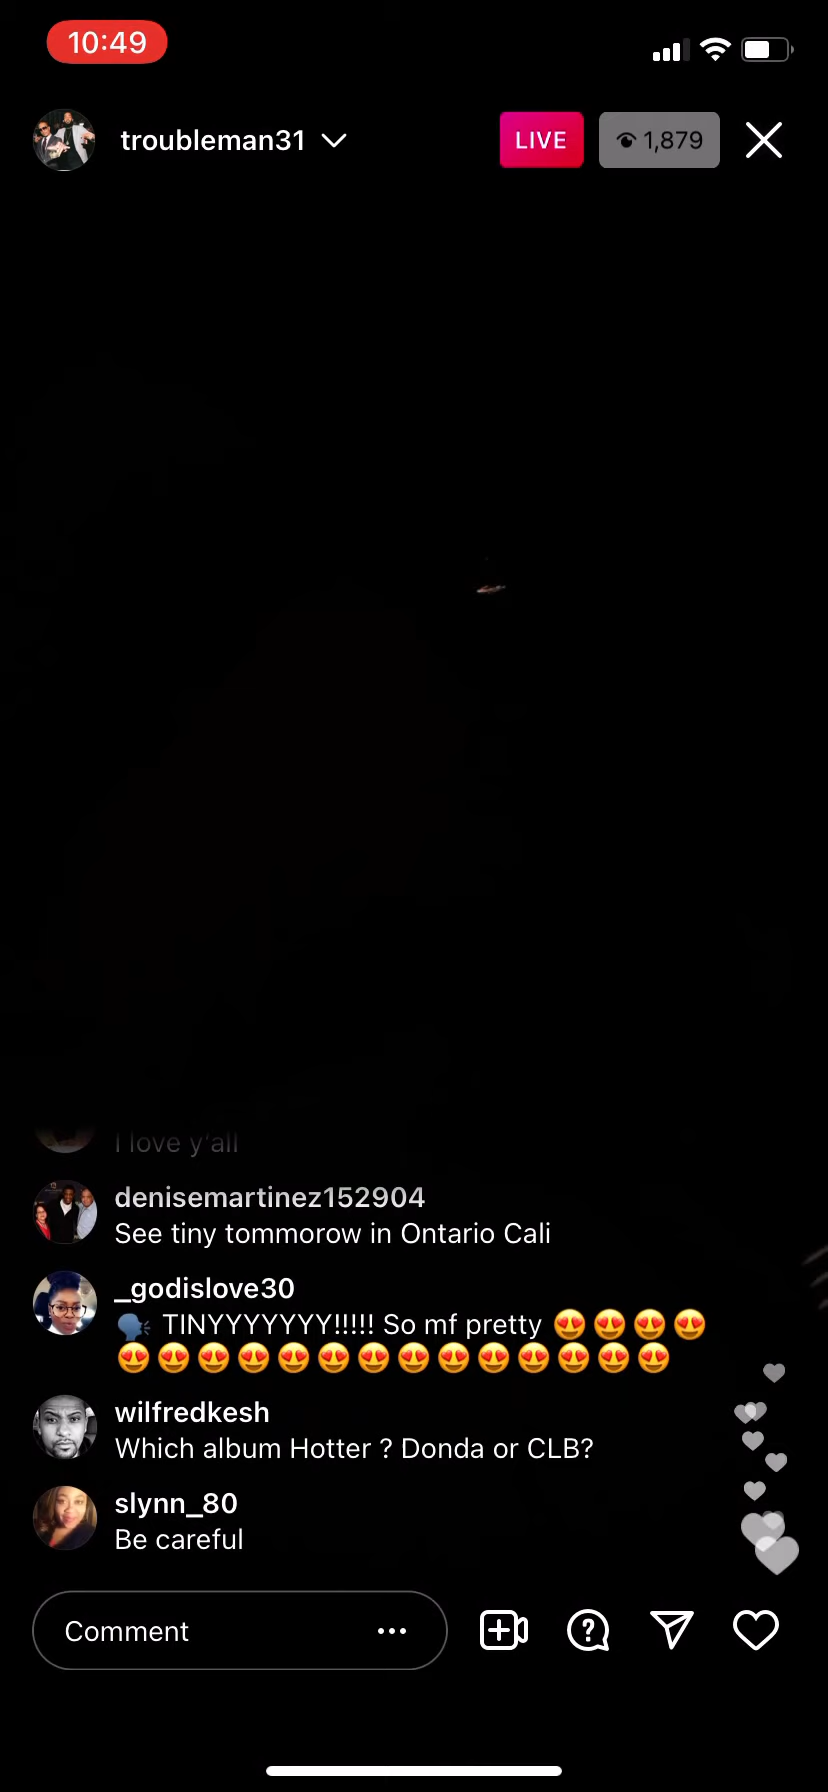 10:49
troubleman31
LIVE
1,879
I love y'all
denisemartinez152904
See tiny tommorow in Ontario Cali
_godislove30
🗣️ TINYYYYYYY!!!!! So mf pretty 😍😍😍😍
😍😍😍😍😍😍😍😍😍😍😍😍😍😍
wilfredkesh
Which album Hotter ? Donda or CLB?
slynn_80
Be careful
Comment